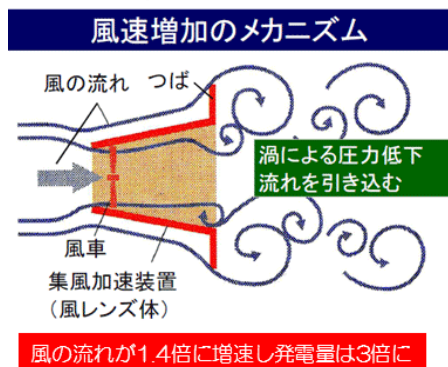 風速増加のメカニズム
風の流れ
つば
渦による圧力低下
流れを引き込む
風車
集風加速装置
（風レンズ体）
風の流れが1.4倍に増速し発電量は3倍に